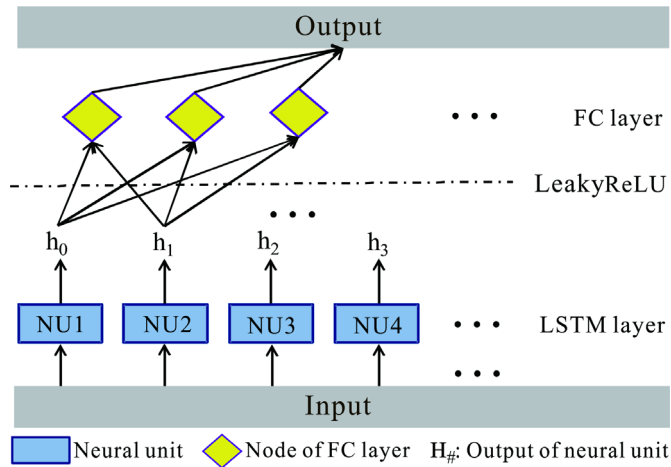 Output
• • •
FC layer
LeakyReLU
• • •
h0 h1 h2 h3
NU1 NU2 NU3 NU4 • • • LSTM layer
• • •
Input
Neural unit Node of FC layer H#: Output of neural unit